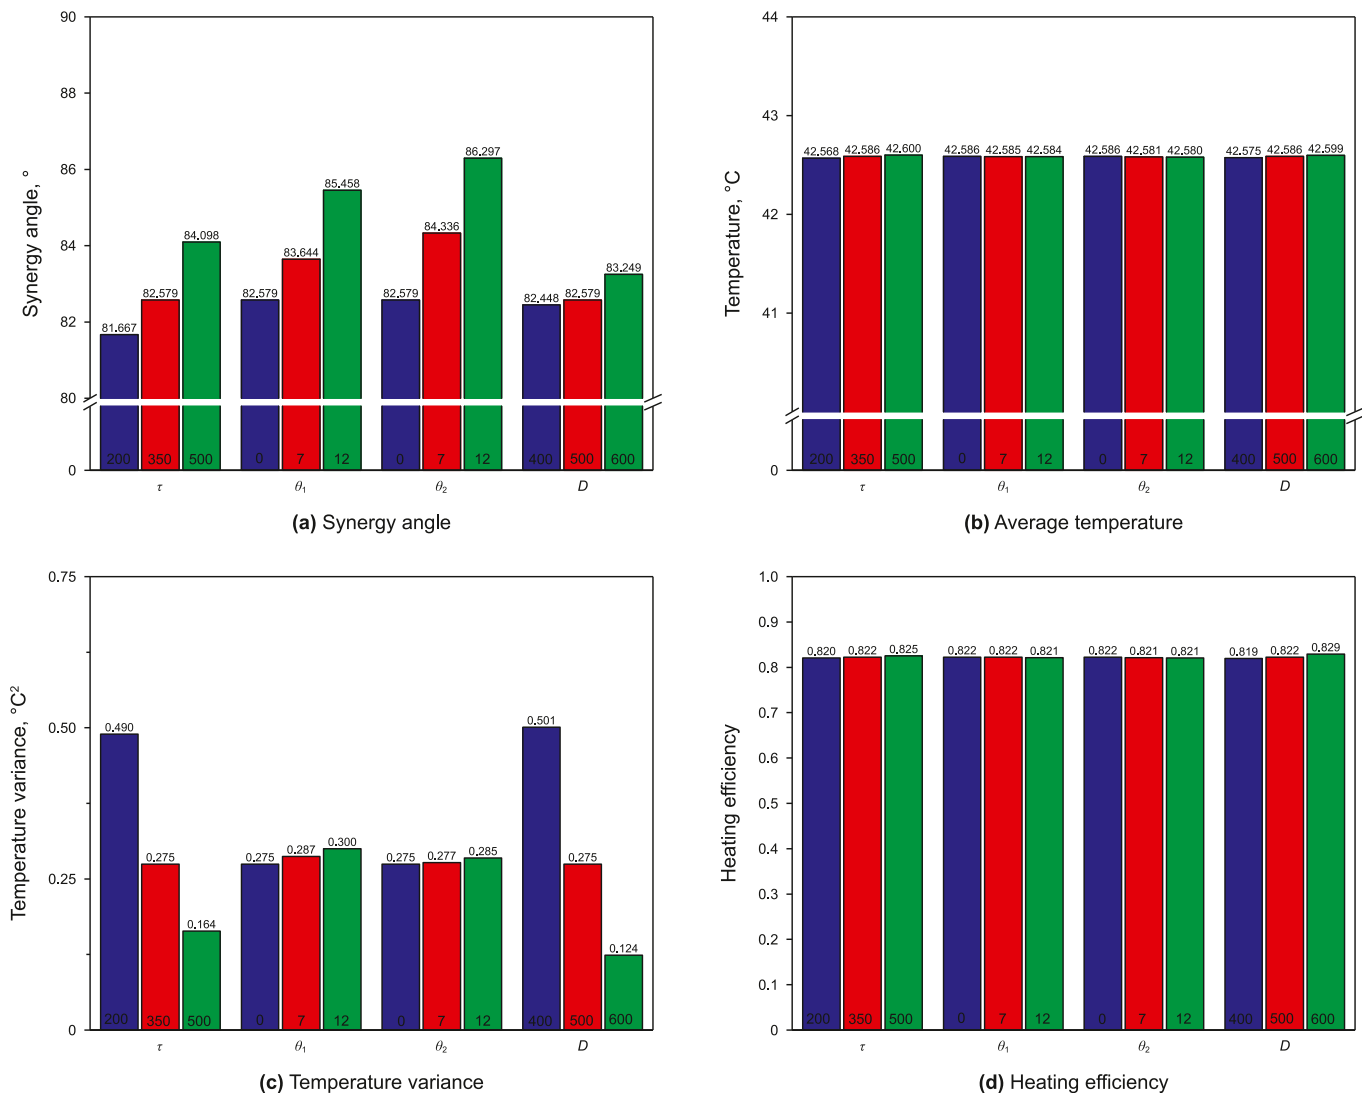 90
88
86
84
82
80
0
Synergy angle, °
81.667
82.579
84.098
82.579
83.644
85.458
82.579
84.336
86.297
82.448
82.579
83.249
200 350 500 0 7 12 0 7 12 400 500 600
τ θ1 θ2 D
(a) Synergy angle
44
43
42
41
0
Temperature, °C
42.568 42.586 42.600 42.586 42.585 42.584 42.586 42.581 42.580 42.575 42.586 42.599
200 350 500 0 7 12 0 7 12 400 500 600
τ θ1 θ2 D
(b) Average temperature
0.75
0.50
0.25
0
Temperature variance, °C²
0.490
0.275
0.164
0.275
0.287
0.300
0.275
0.277
0.285
0.501
0.275
0.124
200 350 500 0 7 12 0 7 12 400 500 600
τ θ1 θ2 D
(c) Temperature variance
1.0
0.9
0.8
0.7
0.6
0.5
0.4
0.3
0.2
0.1
0
Heating efficiency
0.820 0.822 0.825 0.822 0.822 0.821 0.822 0.821 0.821 0.819 0.822 0.829
200 350 500 0 7 12 0 7 12 400 500 600
τ θ1 θ2 D
(d) Heating efficiency